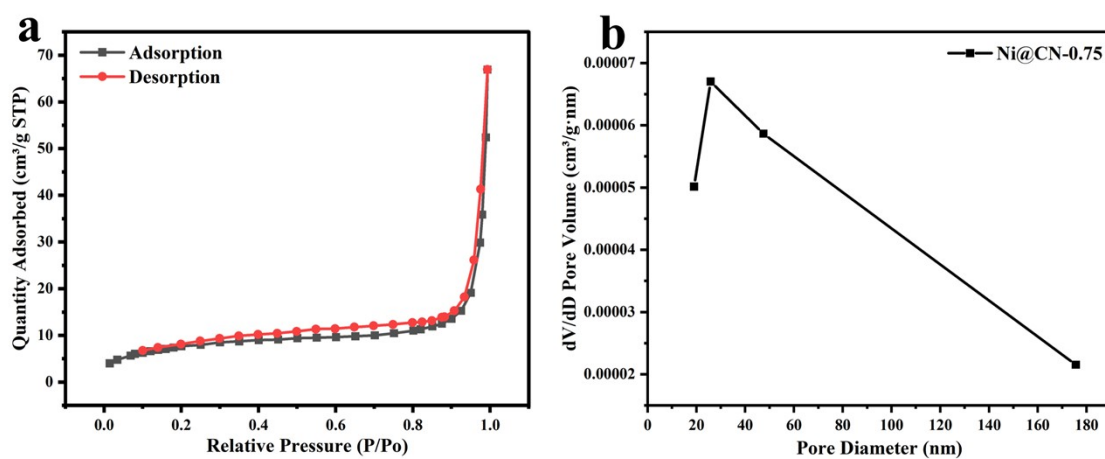 a
Adsorption
Desorption
Quantity Adsorbed (cm³/g STP)
70
60
50
40
30
20
10
0
0.0 0.2 0.4 0.6 0.8 1.0
Relative Pressure (P/Po)
b
Ni@CN-0.75
dV/dD Pore Volume (cm³/g·nm)
0.00007
0.00006
0.00005
0.00004
0.00003
0.00002
0 20 40 60 80 100 120 140 160 180
Pore Diameter (nm)